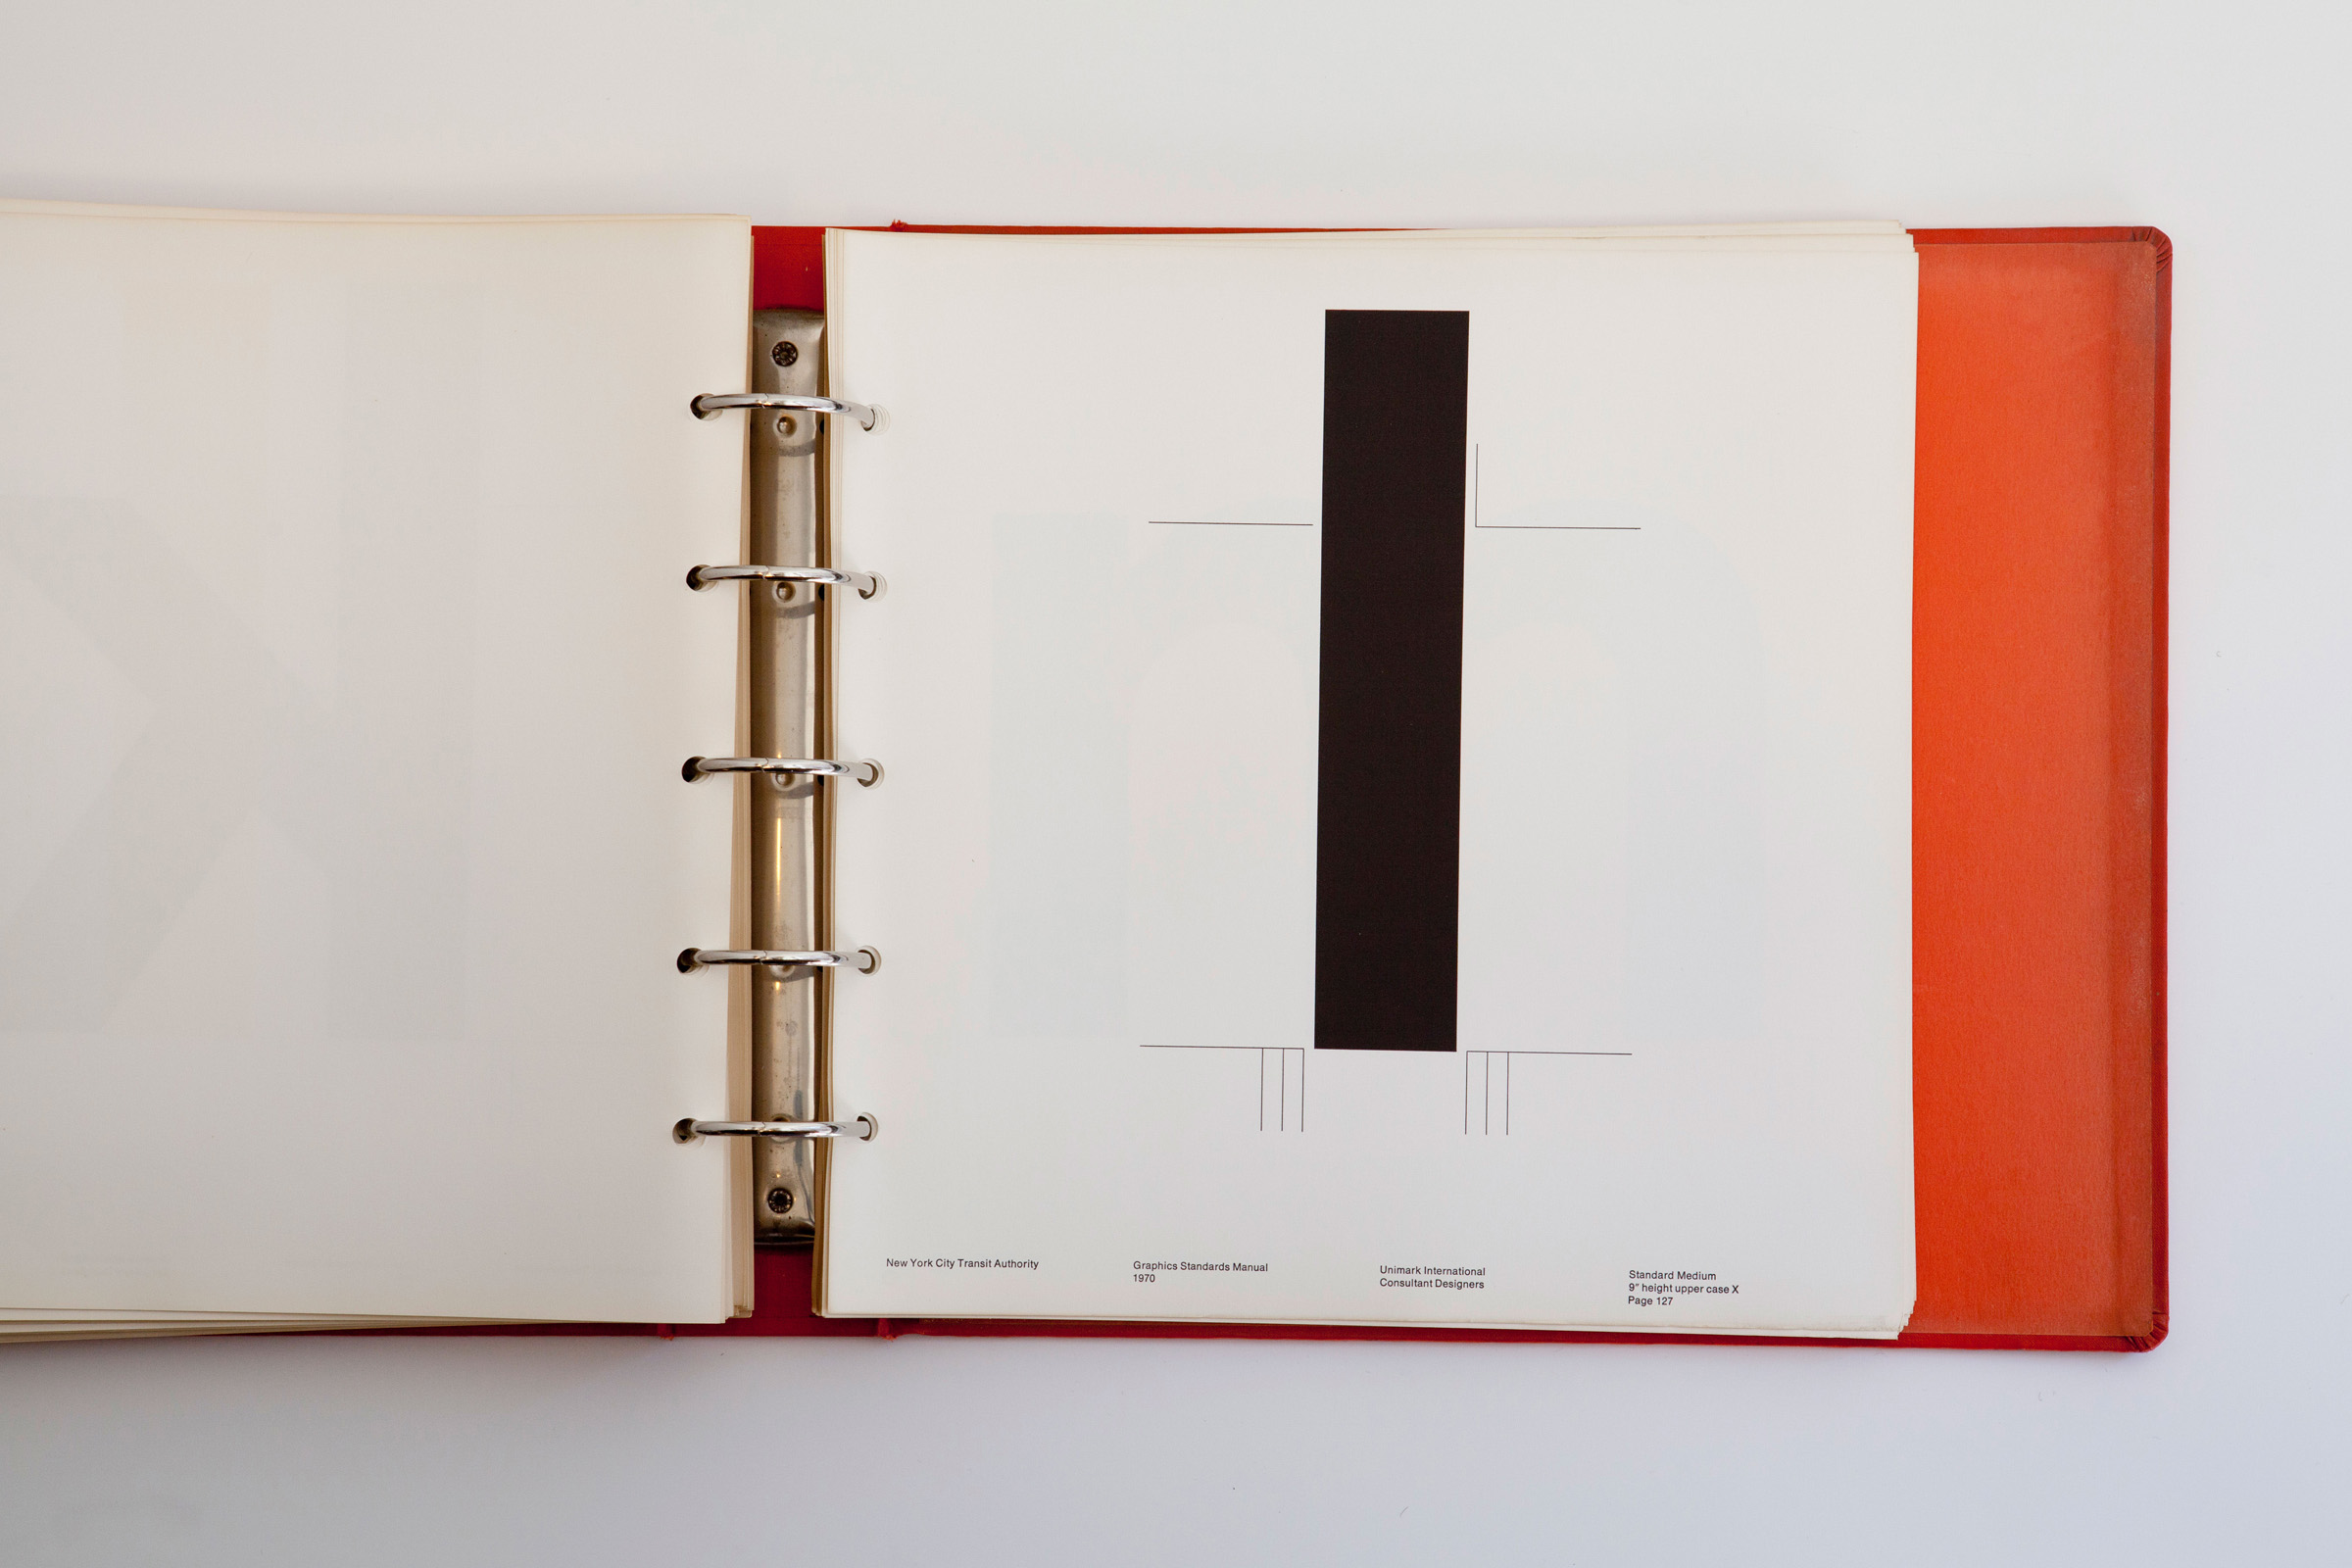 l
New York City Transit Authority
Graphics Standards Manual
1970
Unimark International
Consultant Designers
Standard Medium
9" height upper case X
Page 127